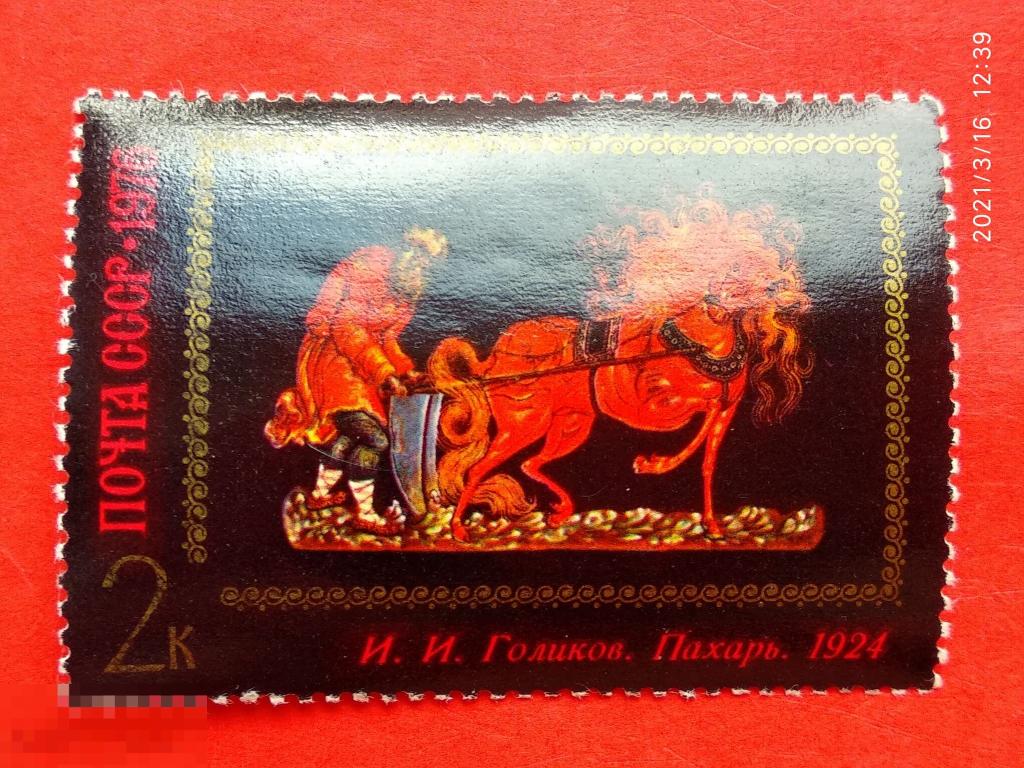 ПОЧТА СССР•1976
2к
И. И. Голиков. Пахарь. 1924
2021/3/16 12:39